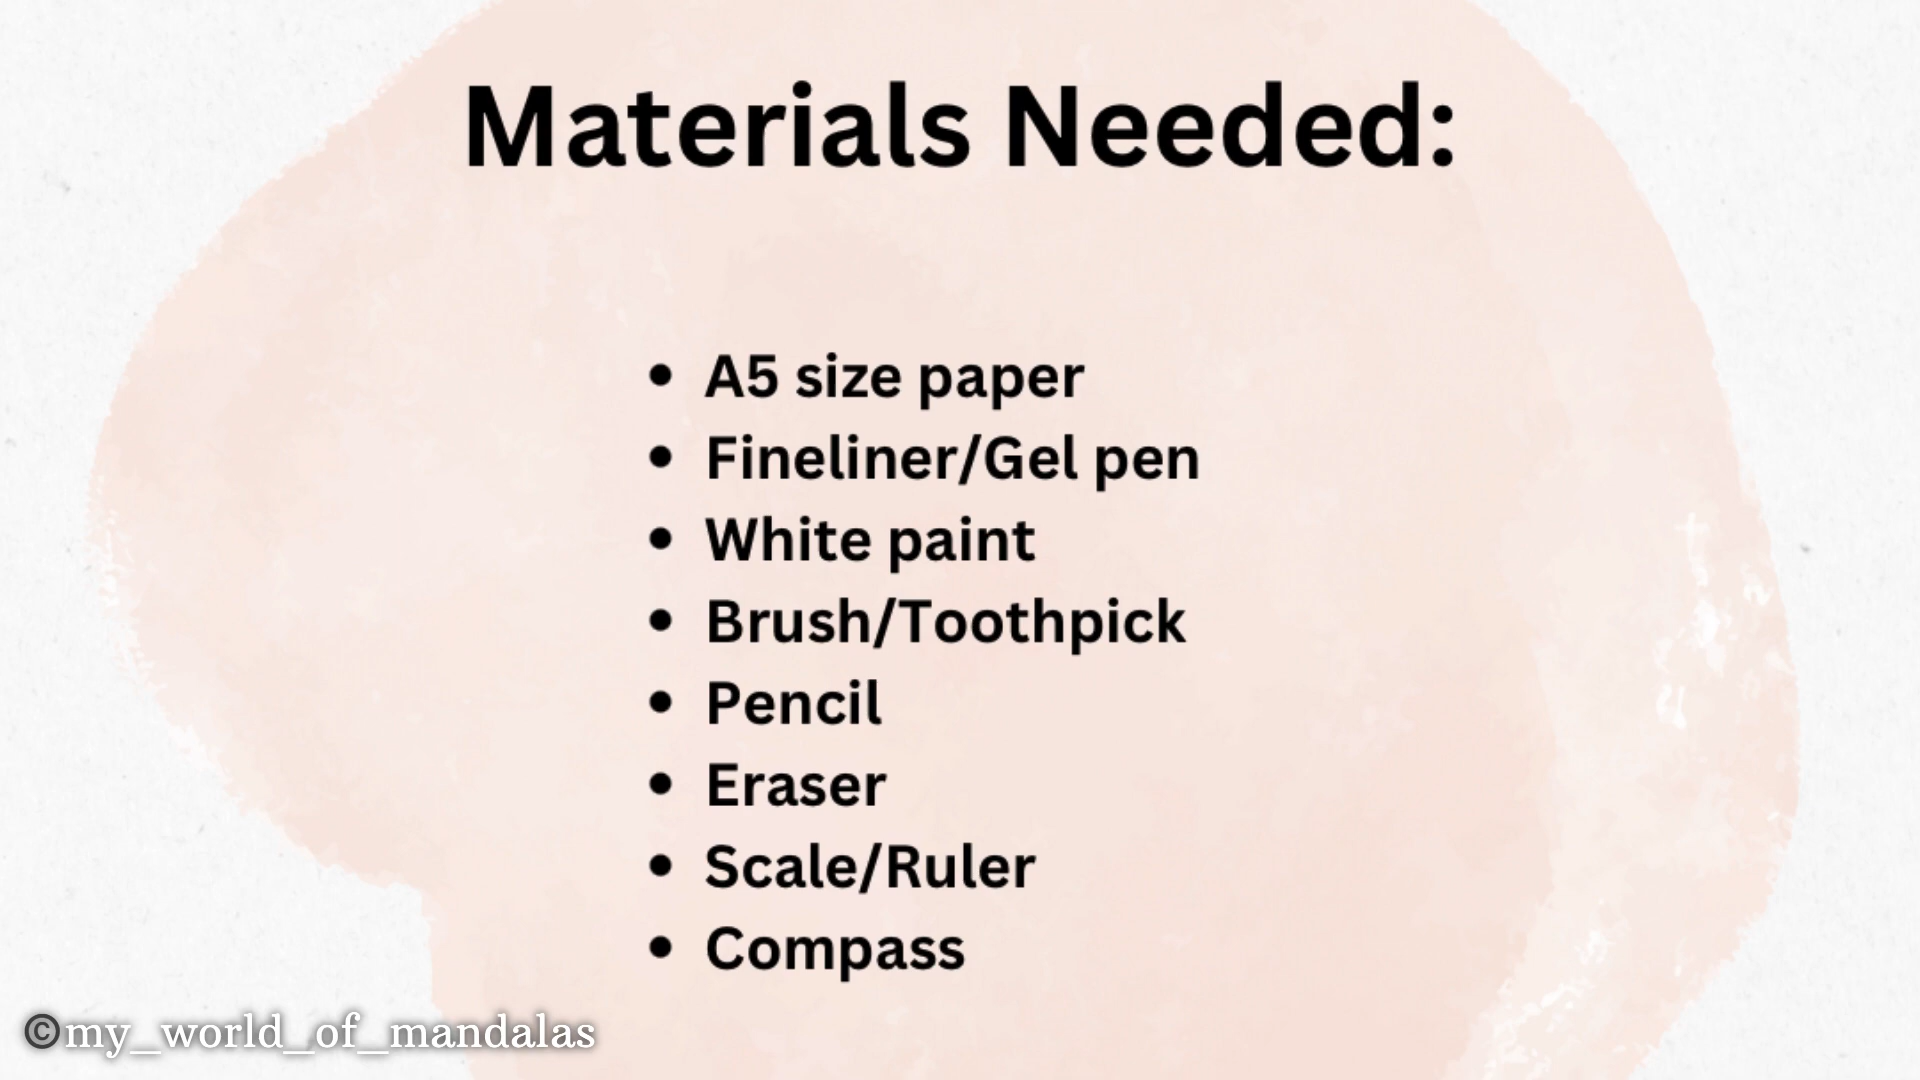 Materials Needed:
• A5 size paper
• Fineliner/Gel pen
• White paint
• Brush/Toothpick
• Pencil
• Eraser
• Scale/Ruler
• Compass
©my_world_of_mandalas